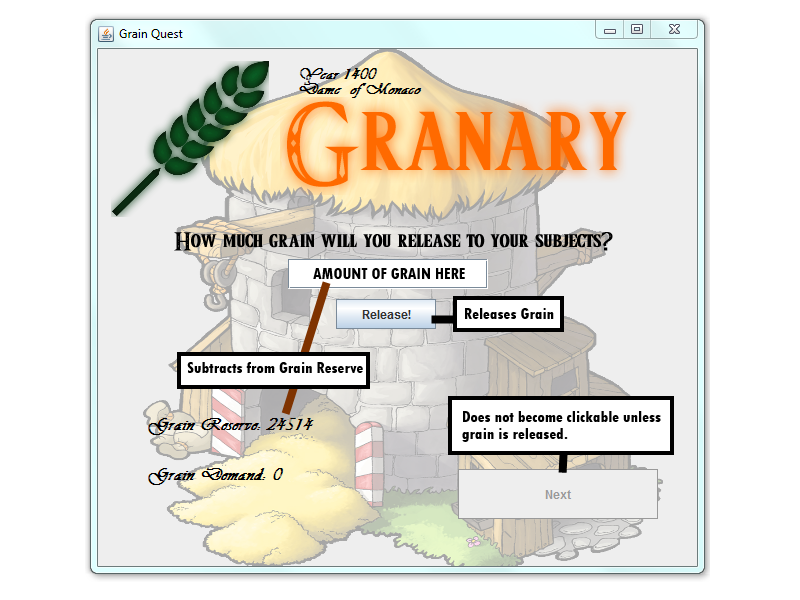 Grain Quest
Year 1400
Dame of Monaco
GRANARY
HOW MUCH GRAIN WILL YOU RELEASE TO YOUR SUBJECTS?
AMOUNT OF GRAIN HERE
Release!
Releases Grain
Subtracts from Grain Reserve
Grain Reserve: 24514
Does not become clickable unless
grain is released.
Grain Demand: 0
Next